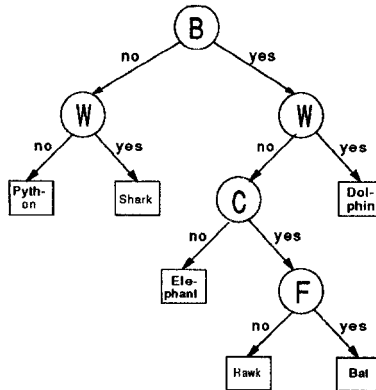 B
no
yes
W
W
no
yes
no
yes
Pyth-
on
Shark
C
Dol-
phin
no
yes
Ele-
phant
F
no
yes
Hawk
Bat